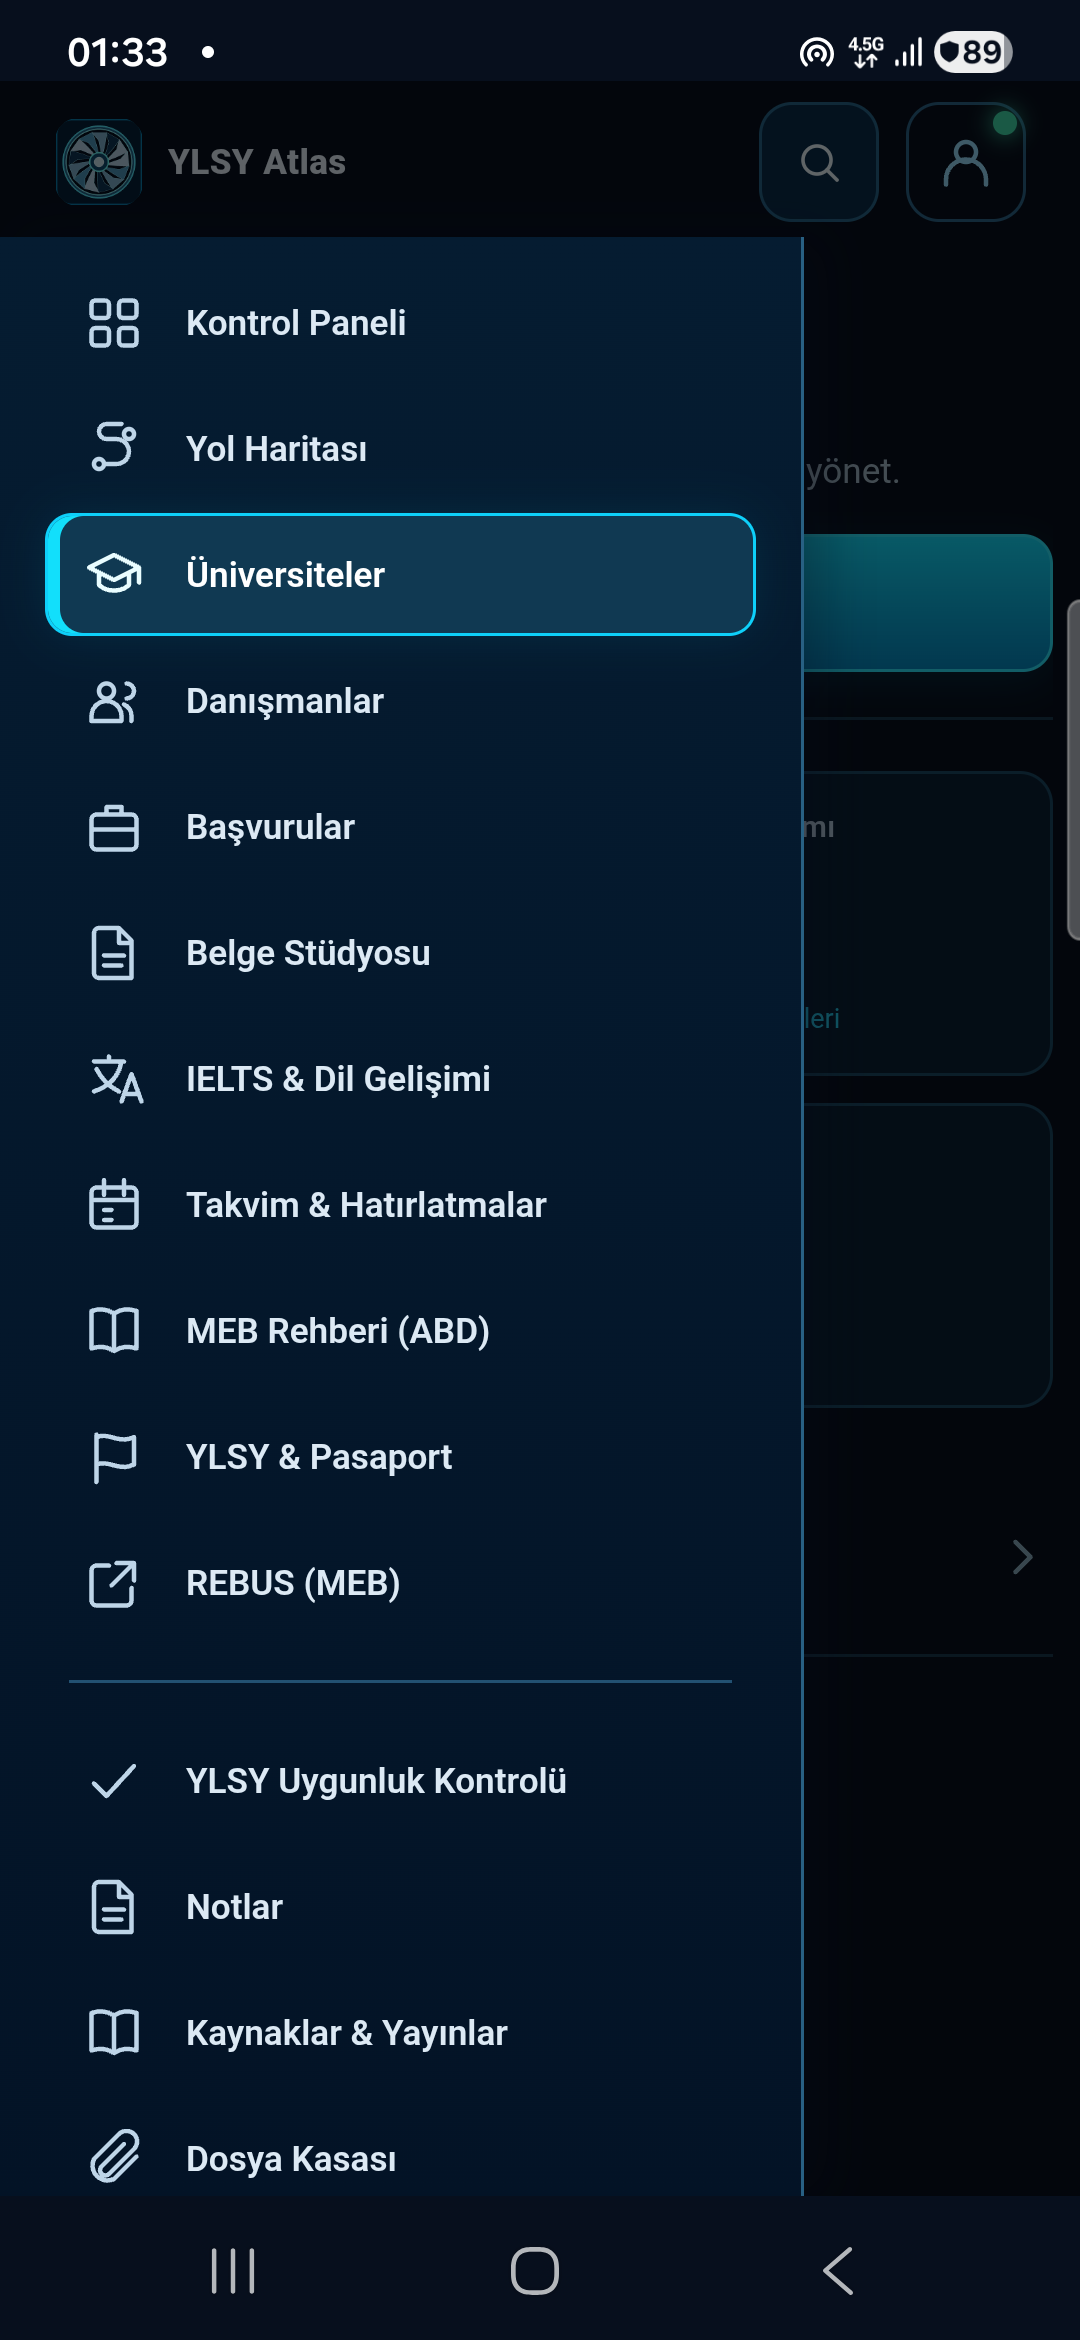 01:33
4.5G
89
YLSY Atlas
Kontrol Paneli
Yol Haritası
yönet.
Üniversiteler
Danışmanlar
Başvurular
mı
Belge Stüdyosu
leri
IELTS & Dil Gelişimi
Takvim & Hatırlatmalar
MEB Rehberi (ABD)
YLSY & Pasaport
REBUS (MEB)
YLSY Uygunluk Kontrolü
Notlar
Kaynaklar & Yayınlar
Dosya Kasası